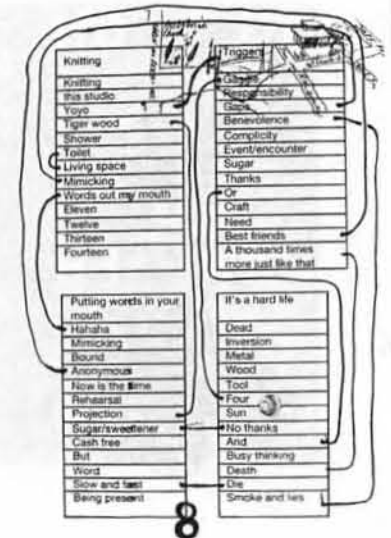 Knitting
Knitting
this studio
Yoyo
Tiger wood
Shower
Toilet
Living space
Mimicking
Words out my mouth
Eleven
Twelve
Thirteen
Fourteen
Triggers
Gages
Responsibility
Gaps
Benevolence
Complicity
Event/encounter
Sugar
Thanks
Or
Craft
Need
Best friends
A thousand times
more just like that
Putting words in your
mouth
Hahaha
Mimicking
Bound
Anonymous
Now is the time
Rehearsal
Projection
Sugar/sweetener
Cash free
But
Word
Slow and fast
Being present
It's a hard life
Dead
Inversion
Metal
Wood
Tool
Four
Sun
No thanks
And
Busy thinking
Death
Die
Smoke and lies
8